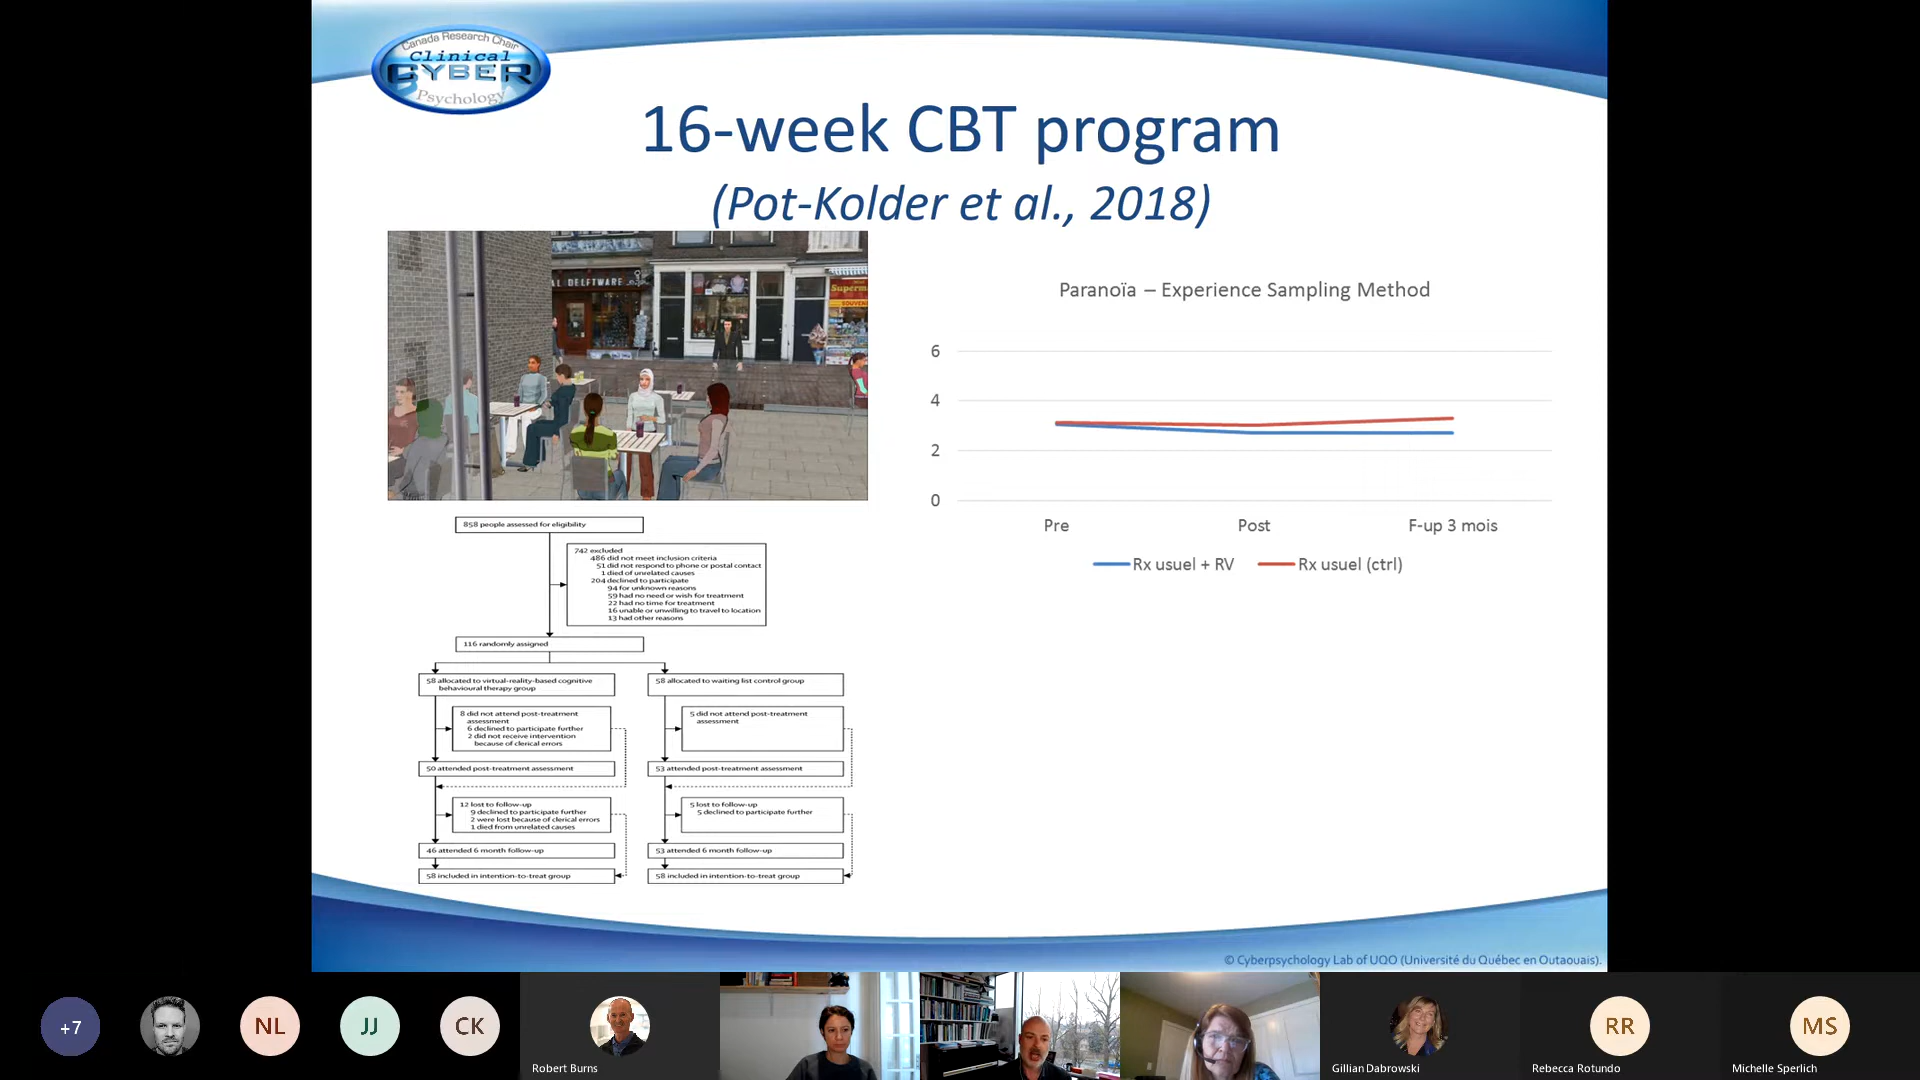 Canada Research Chair
Clinical
CYBER
Psychology
16-week CBT program
(Pot-Kolder et al., 2018)
AL DELFTWARE
Superm
SOUVEN
Paranoïa – Experience Sampling Method
6
4
2
0
Pre Post F-up 3 mois
Rx usuel + RV Rx usuel (ctrl)
858 people assessed for eligibility
742 excluded
486 did not meet inclusion criteria
51 did not respond to phone or postal contact
1 died of unrelated causes
204 declined to participate
94 for unknown reasons
59 had no need or wish for treatment
22 had no time for treatment
16 unable or unwilling to travel to location
13 had other reasons
116 randomly assigned
58 allocated to virtual-reality-based cognitive
behavioural therapy group
58 allocated to waiting list control group
8 did not attend post-treatment
assessment
6 declined to participate further
2 did not receive intervention
because of clerical errors
5 did not attend post-treatment
assessment
50 attended post-treatment assessment
53 attended post-treatment assessment
12 lost to follow-up
9 declined to participate further
2 were lost because of clerical errors
1 died from unrelated causes
5 lost to follow-up
5 declined to participate further
46 attended 6 month follow-up
53 attended 6 month follow-up
58 included in intention-to-treat group
58 included in intention-to-treat group
© Cyberpsychology Lab of UQO (Université du Québec en Outaouais).
+7
NL
JJ
CK
Robert Burns
Gillian Dabrowski
RR
Rebecca Rotundo
MS
Michelle Sperlich